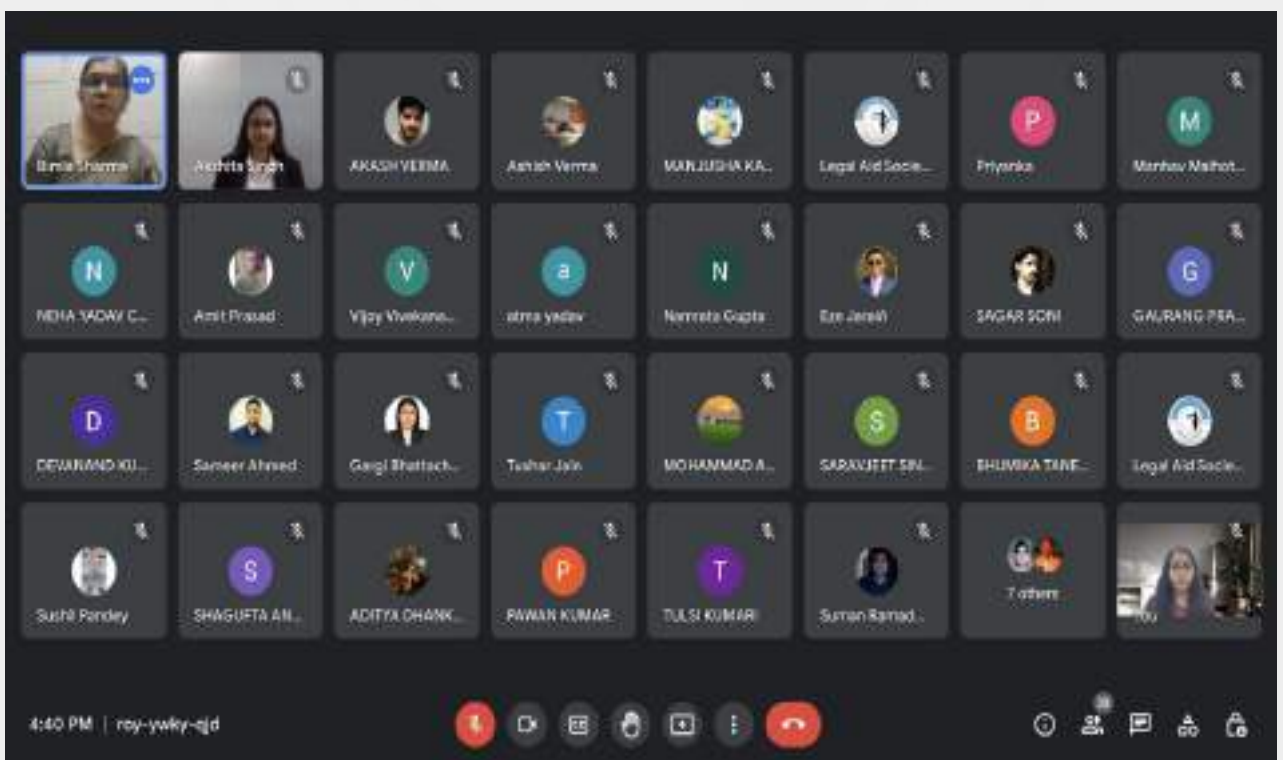 Bimla Sharma
Akshita Singh
AKASH VERMA
Ashish Verma
MANJUSHA KA...
Legal Aid Socie...
P
Priyanka
M
Manhav Malhot...
N
NEHA YADAV C...
Amit Prasad
V
Vijoy Vivekana...
a
atma yadav
N
Namrata Gupta
SAGAR SONI
G
GAURANG PRA...
D
DEVANAND KU...
Sameer Ahmed
Gargi Bhattach...
T
Tushar Jain
MOHAMMAD A...
S
SARAVJEET SIN...
B
BHUMIKA TANE...
Legal Aid Socie...
Sushil Pandey
S
SHAGUFTA AN...
ADITYA DHANK...
P
PAWAN KUMAR
T
TULSI KUMARI
Suman Ramad...
7 others
You
4:40 PM | roy-ywky-qjd